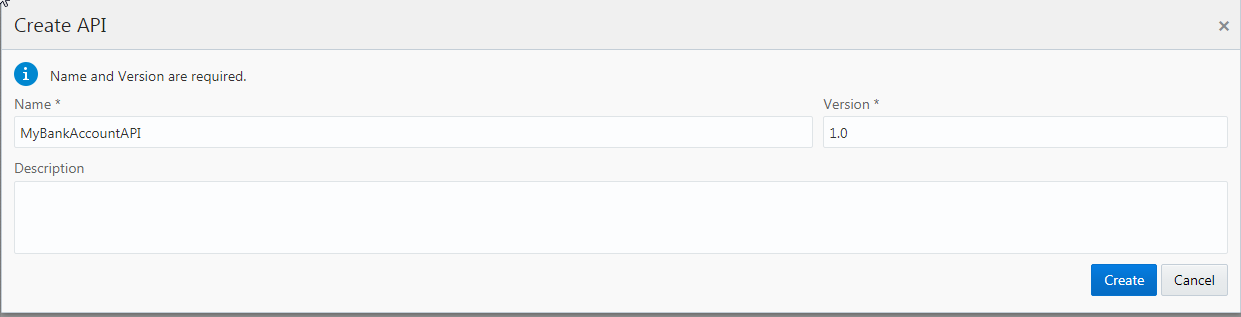 Create API
×
i Name and Version are required.
Name * Version *
MyBankAccountAPI 1.0
Description
Create Cancel